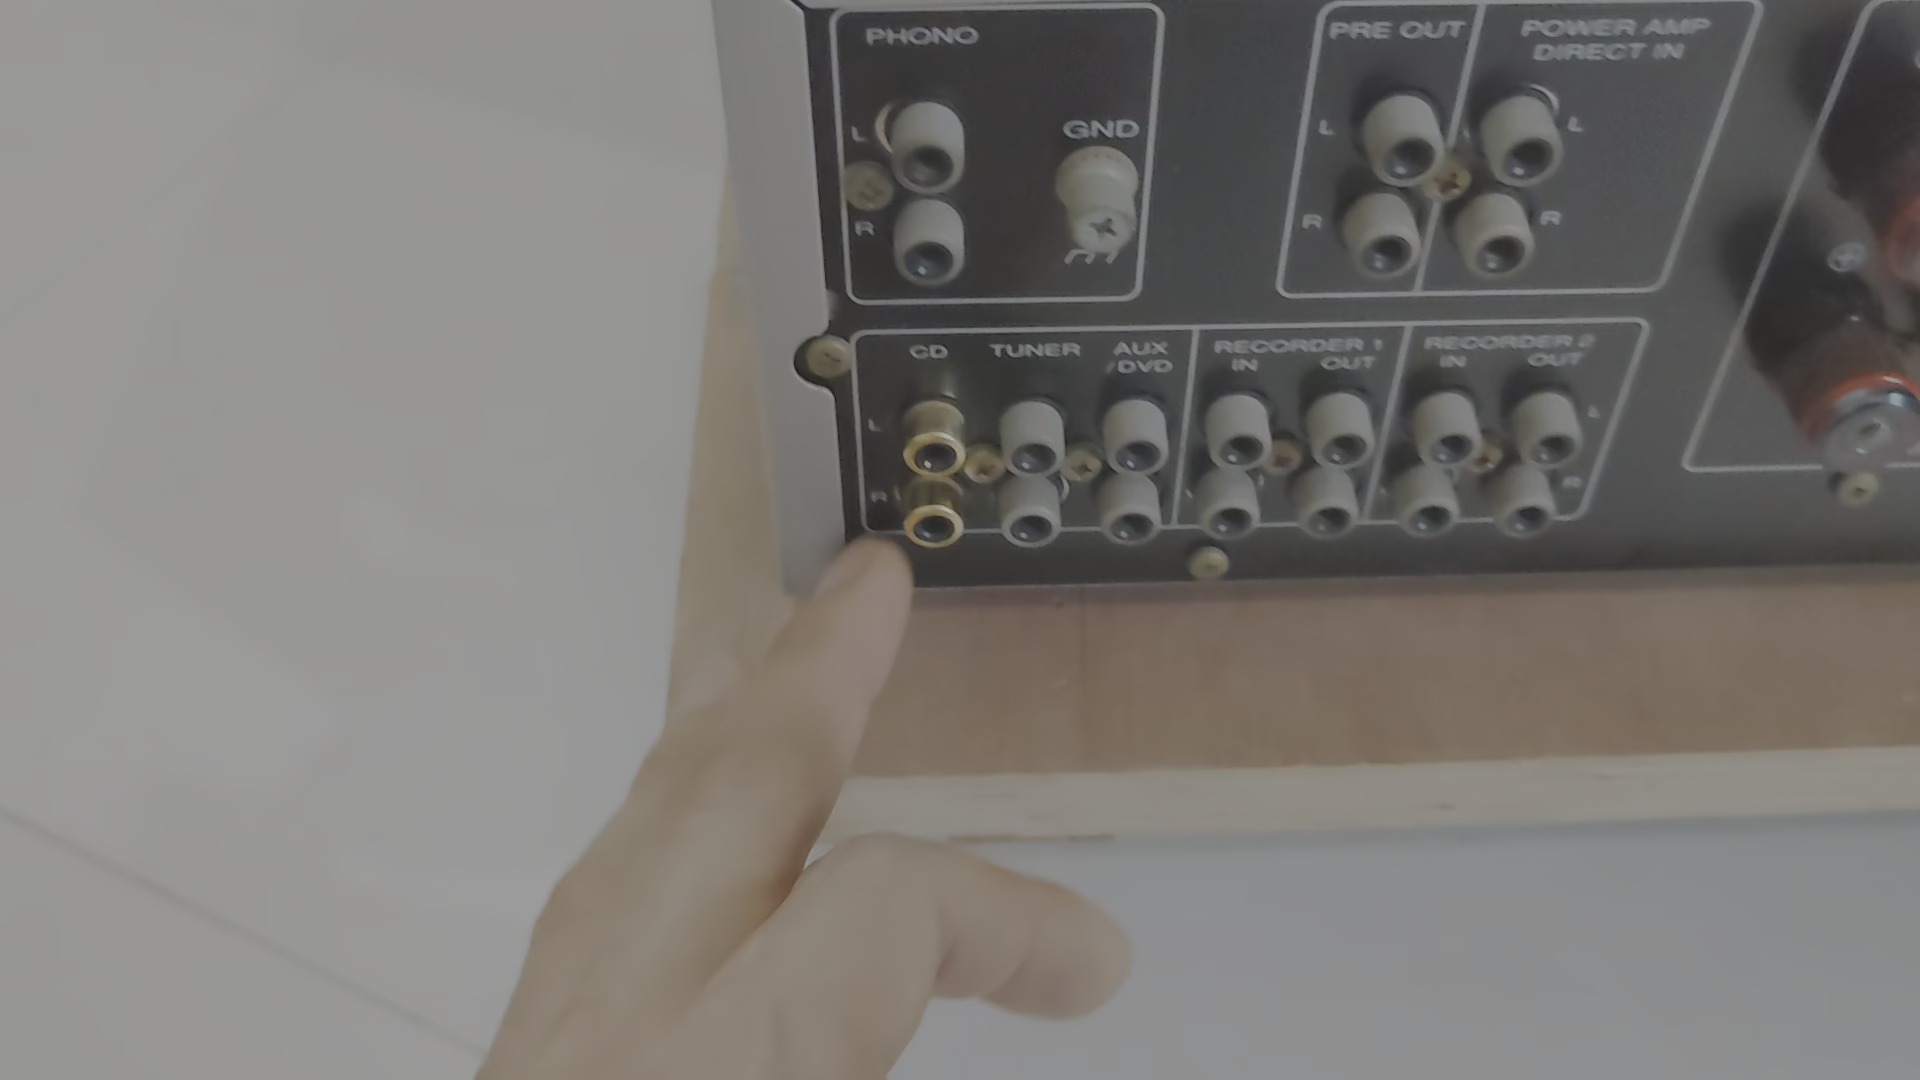 PHONO
PRE OUT
POWER AMP
DIRECT IN
L
GND
L
L
R
R
R
CD
TUNER
AUX
/DVD
RECORDER 1
IN
OUT
RECORDER 2
IN
OUT
L
L
R
R